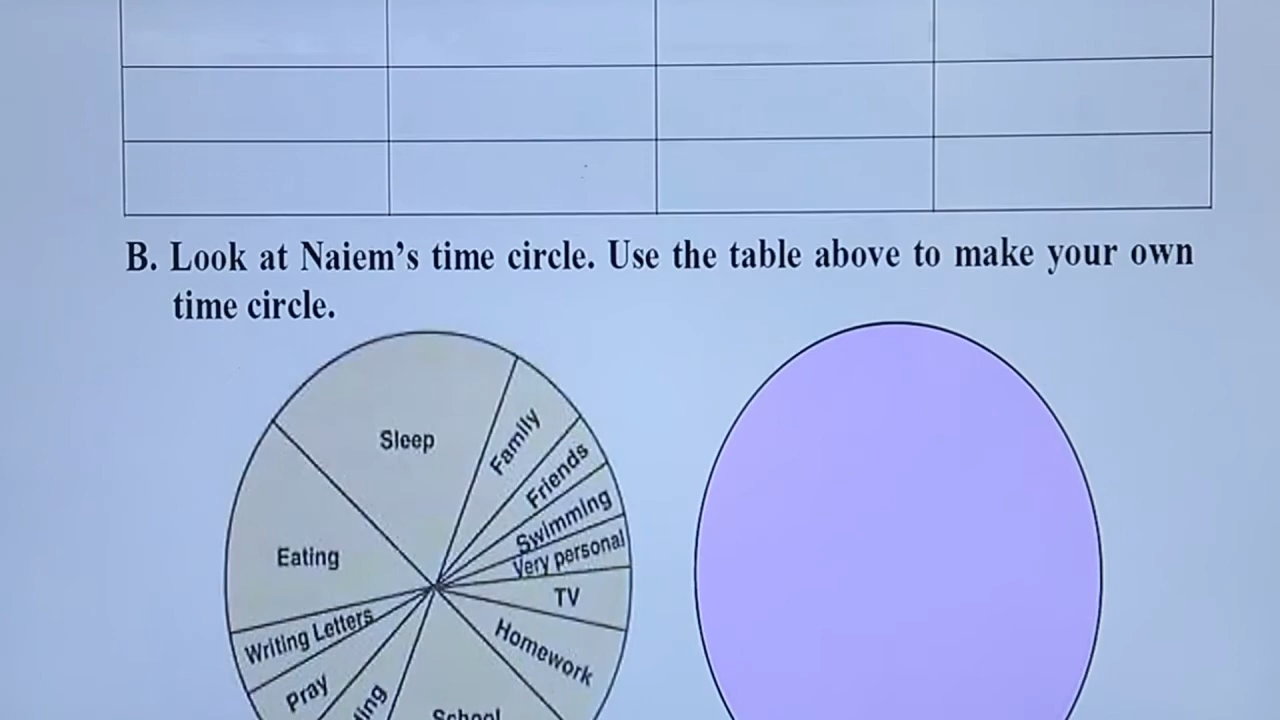 B. Look at Naiem’s time circle. Use the table above to make your own
time circle.
Sleep
Family
Friends
Swimming
Very personal
TV
Homework
School
Pray
Writing Letters
Eating